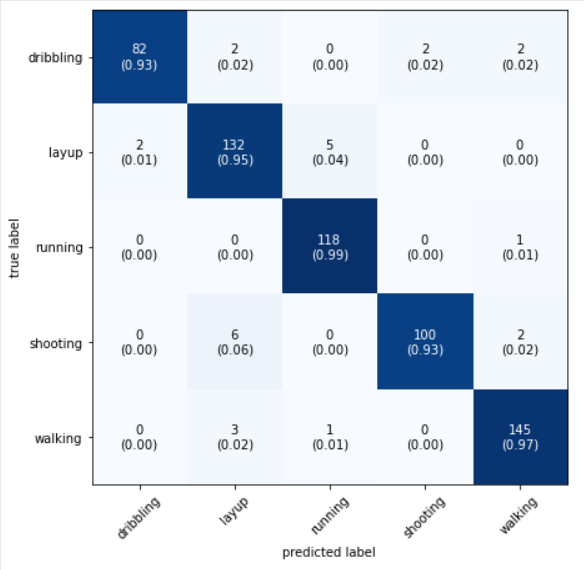 true label
dribbling
82 2 0 2 2
(0.93) (0.02) (0.00) (0.02) (0.02)
layup
2 132 5 0 0
(0.01) (0.95) (0.04) (0.00) (0.00)
running
0 0 118 0 1
(0.00) (0.00) (0.99) (0.00) (0.01)
shooting
0 6 0 100 2
(0.00) (0.06) (0.00) (0.93) (0.02)
walking
0 3 1 0 145
(0.00) (0.02) (0.01) (0.00) (0.97)
dribbling layup running shooting walking
predicted label